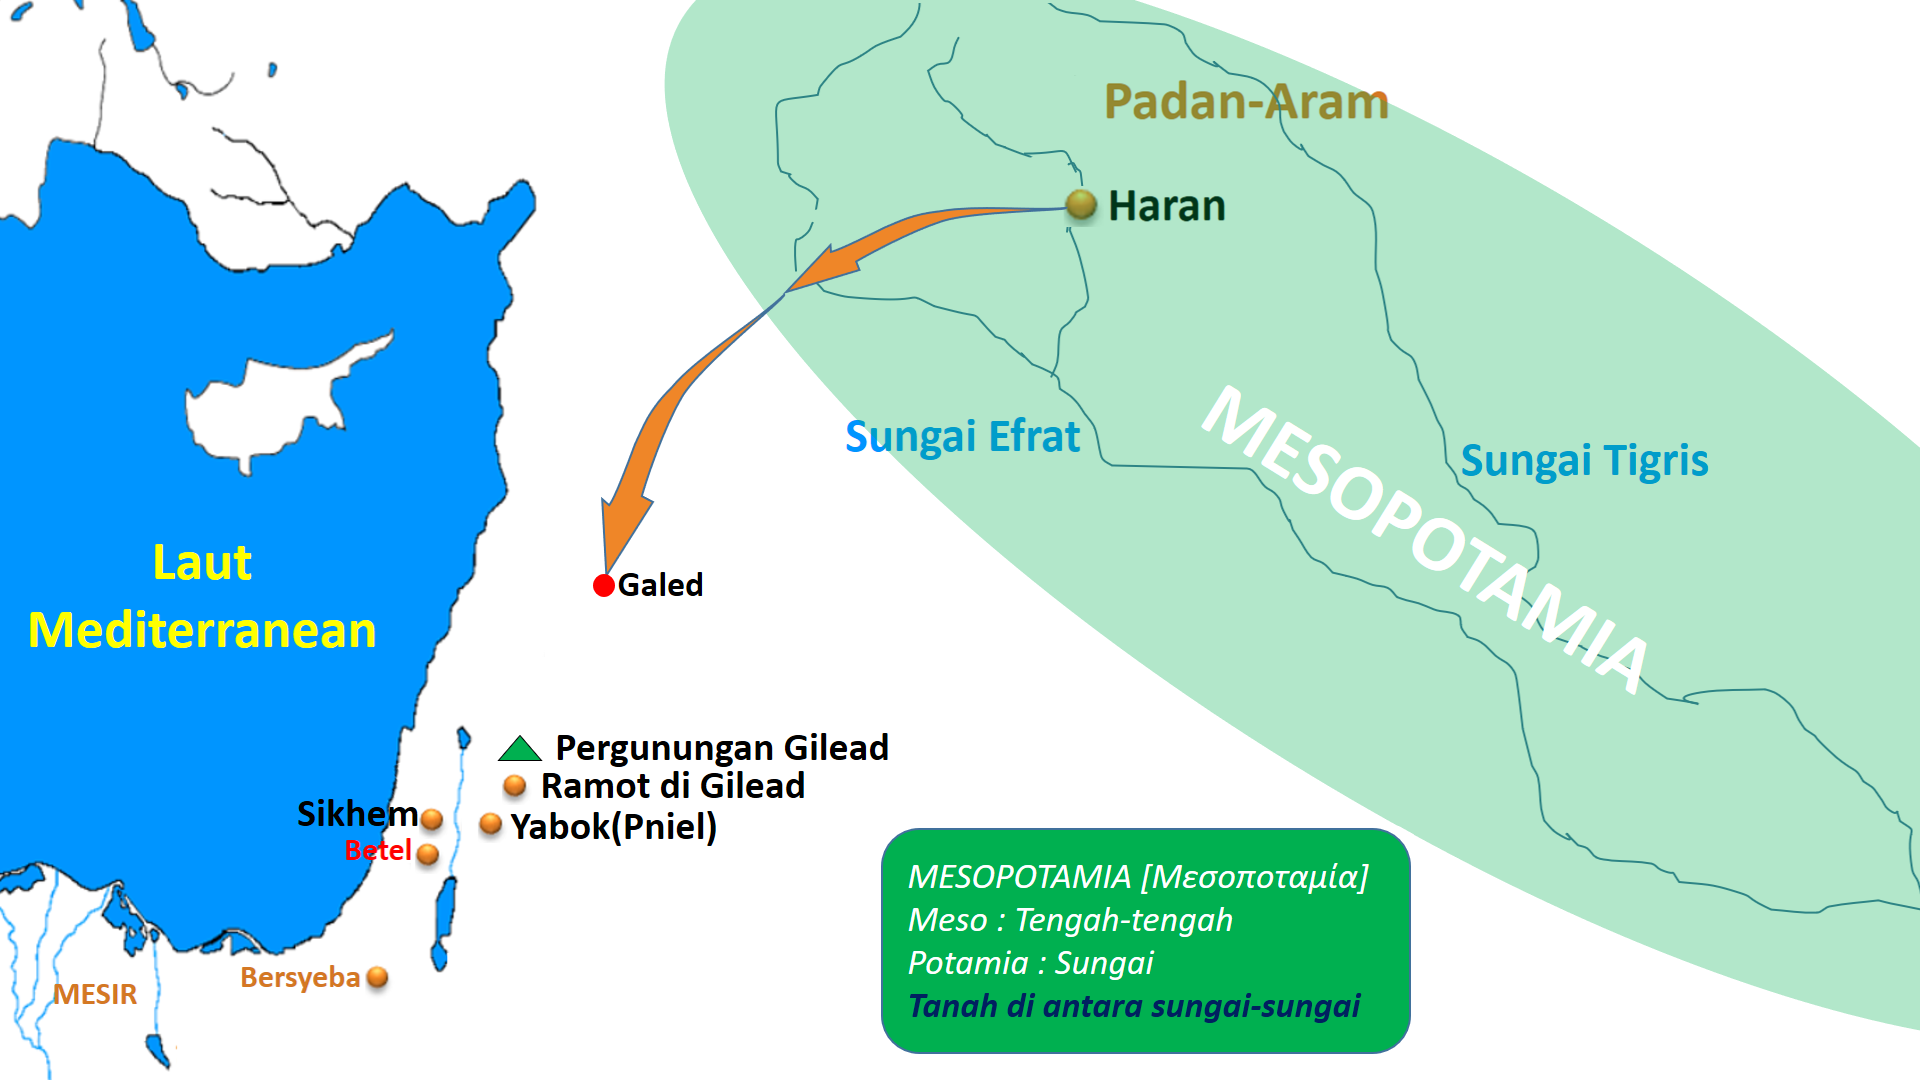 Padan-Aram
Haran
Sungai Efrat
MESOPOTAMIA
Sungai Tigris
Laut
Mediterranean
Galed
Pergunungan Gilead
Ramot di Gilead
Sikhem
Yabok(Pniel)
Betel
Bersyeba
MESIR
MESOPOTAMIA [Μεσοποταμία]
Meso : Tengah-tengah
Potamia : Sungai
Tanah di antara sungai-sungai